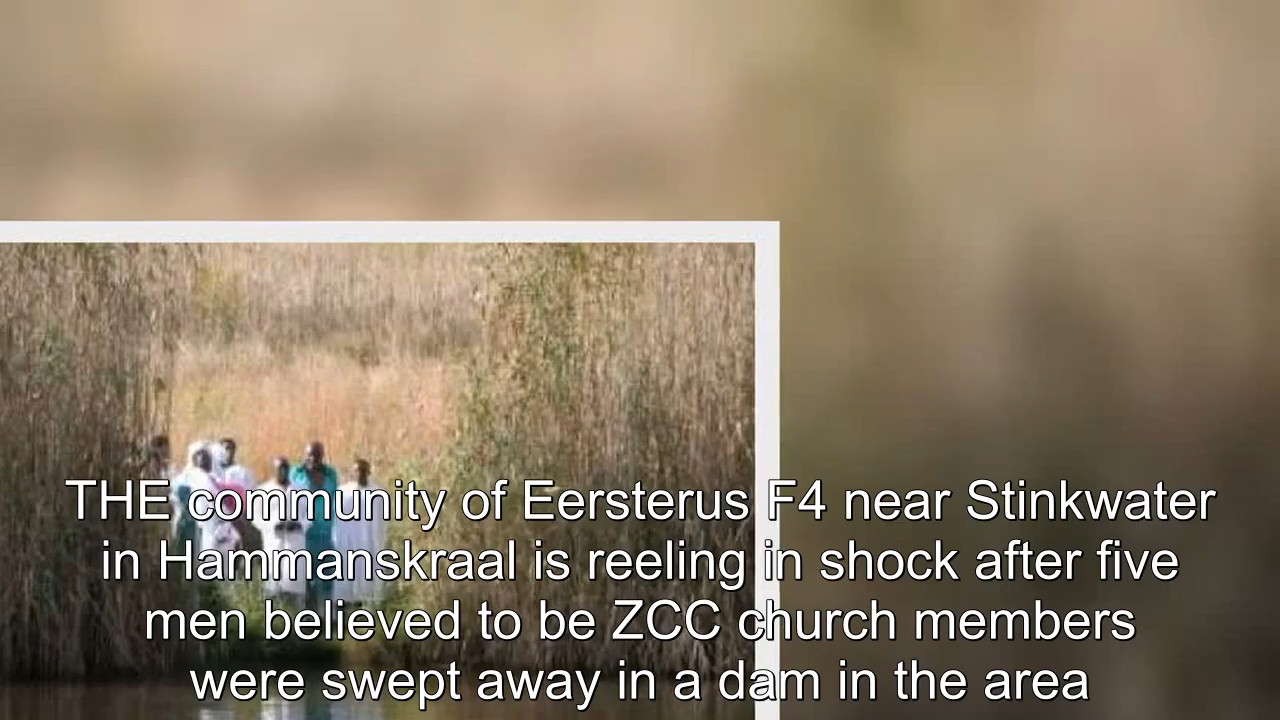 THE community of Eersterus F4 near Stinkwater
in Hammanskraal is reeling in shock after five
men believed to be ZCC church members
were swept away in a dam in the area